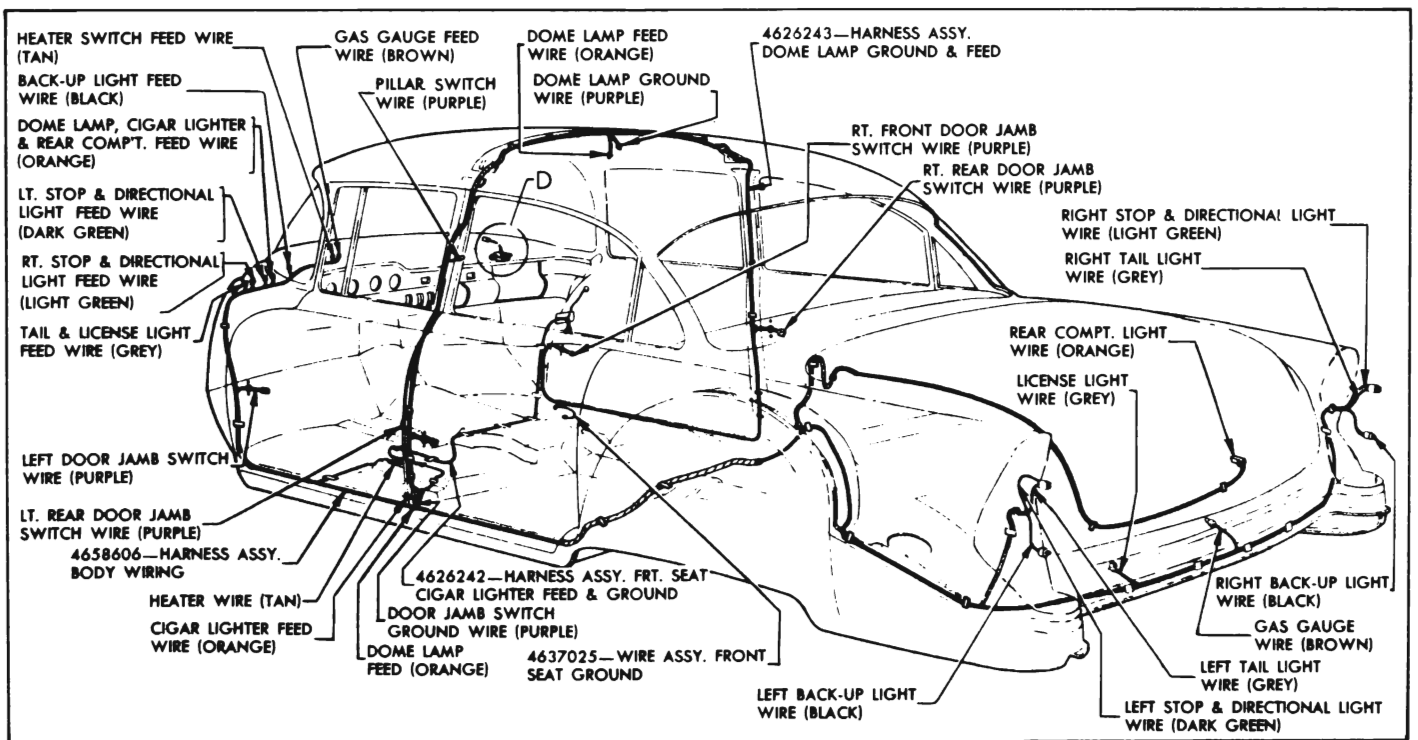 HEATER SWITCH FEED WIRE
(TAN)
BACK-UP LIGHT FEED
WIRE (BLACK)
DOME LAMP, CIGAR LIGHTER
& REAR COMP'T. FEED WIRE
(ORANGE)
LT. STOP & DIRECTIONAL
LIGHT FEED WIRE
(DARK GREEN)
RT. STOP & DIRECTIONAL
LIGHT FEED WIRE
(LIGHT GREEN)
TAIL & LICENSE LIGHT
FEED WIRE (GREY)
GAS GAUGE FEED
WIRE (BROWN)
PILLAR SWITCH
WIRE (PURPLE)
DOME LAMP FEED
WIRE (ORANGE)
DOME LAMP GROUND
WIRE (PURPLE)
4626243—HARNESS ASSY.
DOME LAMP GROUND & FEED
RT. FRONT DOOR JAMB
SWITCH WIRE (PURPLE)
RT. REAR DOOR JAMB
SWITCH WIRE (PURPLE)
D
RIGHT STOP & DIRECTIONAL LIGHT
WIRE (LIGHT GREEN)
RIGHT TAIL LIGHT
WIRE (GREY)
REAR COMPT. LIGHT
WIRE (ORANGE)
LICENSE LIGHT
WIRE (GREY)
LEFT DOOR JAMB SWITCH
WIRE (PURPLE)
LT. REAR DOOR JAMB
SWITCH WIRE (PURPLE)
4658606—HARNESS ASSY.
BODY WIRING
HEATER WIRE (TAN)
CIGAR LIGHTER FEED
WIRE (ORANGE)
4626242—HARNESS ASSY. FRT. SEAT
CIGAR LIGHTER FEED & GROUND
DOOR JAMB SWITCH
GROUND WIRE (PURPLE)
DOME LAMP
FEED (ORANGE)
4637025—WIRE ASSY. FRONT
SEAT GROUND
LEFT BACK-UP LIGHT
WIRE (BLACK)
RIGHT BACK-UP LIGHT
WIRE (BLACK)
GAS GAUGE
WIRE (BROWN)
LEFT TAIL LIGHT
WIRE (GREY)
LEFT STOP & DIRECTIONAL LIGHT
WIRE (DARK GREEN)